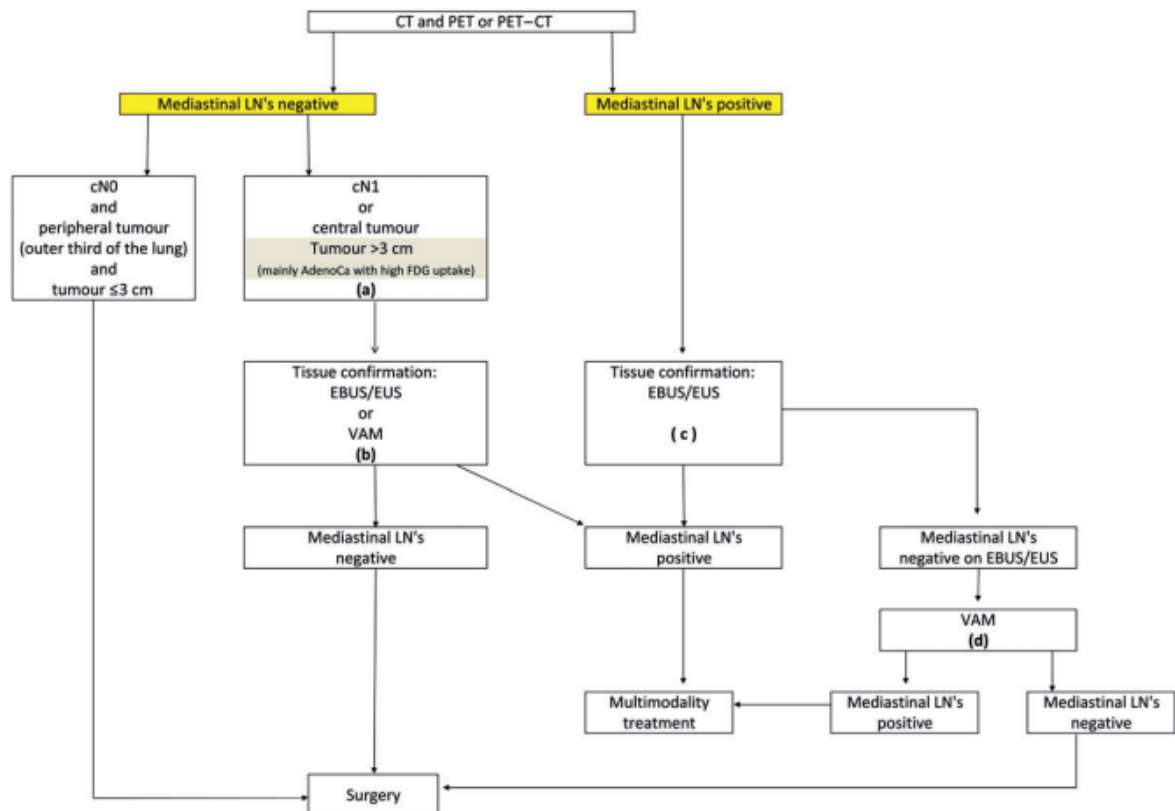 CT and PET or PET–CT
Mediastinal LN's negative
Mediastinal LN's positive
cN0
and
peripheral tumour
(outer third of the lung)
and
tumour ≤3 cm
cN1
or
central tumour
Tumour >3 cm
(mainly AdenoCa with high FDG uptake)
(a)
Tissue confirmation:
EBUS/EUS
or
VAM
(b)
Tissue confirmation:
EBUS/EUS
( c )
Mediastinal LN's
negative
Mediastinal LN's
positive
Mediastinal LN's
negative on EBUS/EUS
VAM
(d)
Multimodality
treatment
Mediastinal LN's
positive
Mediastinal LN's
negative
Surgery